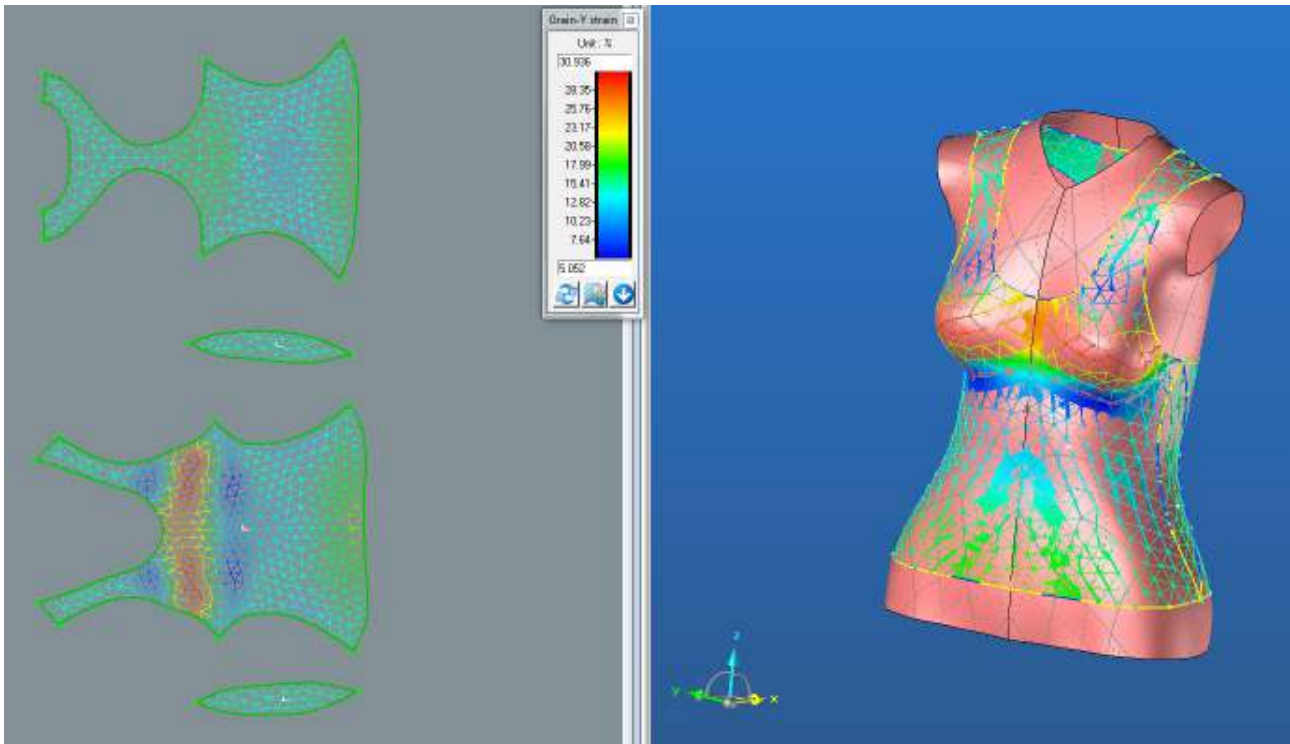 Grain-Y strain
Unit : %
30.936
28.35
25.76
23.17
20.58
17.99
15.41
12.82
10.23
7.64
5.052
z
Y
X